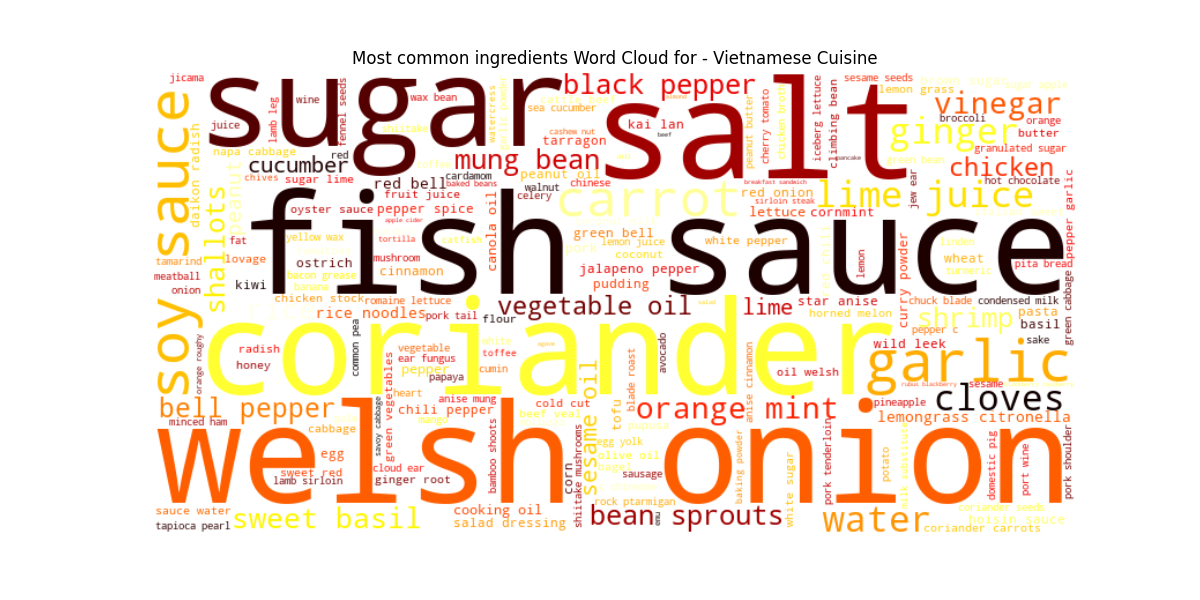 Most common ingredients Word Cloud for - Vietnamese Cuisine
jicama
sugar
black pepper
salt
sesame seeds
lemon grass
vinegar
wine
wax bean
fennel seeds
lamb leg
watercress
sea cucumber
kai lan
peanut butter
cherry tomato
iceberg lettuce
climbing bean
broccoli
orange
juice
soy sauce
daikon radish
napa cabbage
red
cucumber
mung bean
cashew nut
tarragon
beef
ginger
butter
granulated sugar
chicken
chives
sugar lime
cardamom
red bell
baked beans
peanut oil
walnut
celery
chinese
breakfast sandwich
pancake
green bean
hot chocolate
shallots
peanut
fruit juice
carrot
red onion
sirloin steak
lime juice
jew ear
pepper garlic
oyster sauce
pepper spice
apple cider
canola oil
lettuce
cornmint
fish sauce
fat
yellow wax
tortilla
catfish
green bell
lemon juice
white pepper
linden
tamarind
lovage
ostrich
mushroom
coconut
lemon
curry powder
wheat
pita bread
meatball
bacon grease
cinnamon
jalapeno pepper
turmeric
onion
kiwi
banana
pudding
chicken stock
romaine lettuce
vegetable oil
lime
star anise
chuck blade
condensed milk
green cabbage
rice noodles
pork tail
flour
horned melon
shrimp
pasta
basil
coriander
common pea
pepper c
sake
orange roughy
radish
vegetable
toffee
avocado
wild leek
garlic
honey
ear fungus
pepper
cumin
papaya
oil welsh
rubus blackberry
sesame
heart
anise mung
blade roast
anise cinnamon
cloves
bell pepper
savoy cabbage
green vegetables
chili pepper
cold cut
tofu
orange mint
pineapple
minced ham
cabbage
mango
beef veal
lemongrass citronella
welsh onion
egg
sesame oil
egg yolk
pork tenderloin
pork shoulder
sweet red
cloud ear
bamboo shoots
shiitake mushrooms
corn
olive oil
sausage
baking powder
white sugar
potato
domestic pig
port wine
lamb sirloin
ginger root
rock ptarmigan
sauce water
cooking oil
emu
coriander seeds
tapioca pearl
sweet basil
salad dressing
bean sprouts
water
hoisin sauce
coriander carrots